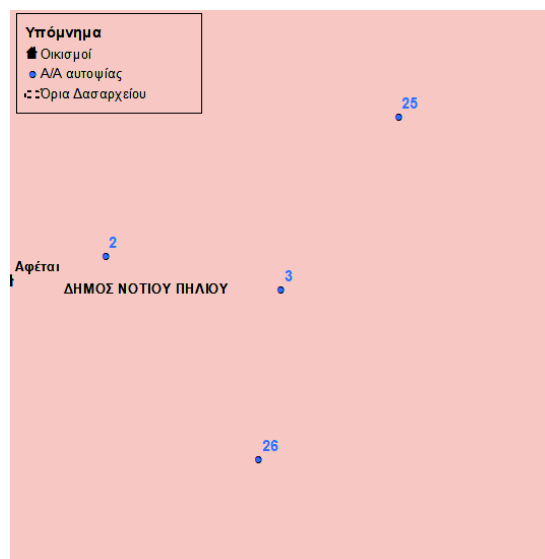 Υπόμνημα
Οικισμοί
Α/Α αυτοψίας
Όρια Δασαρχείου
25
2
Αφέται
3
ΔΗΜΟΣ ΝΟΤΙΟΥ ΠΗΛΙΟΥ
26